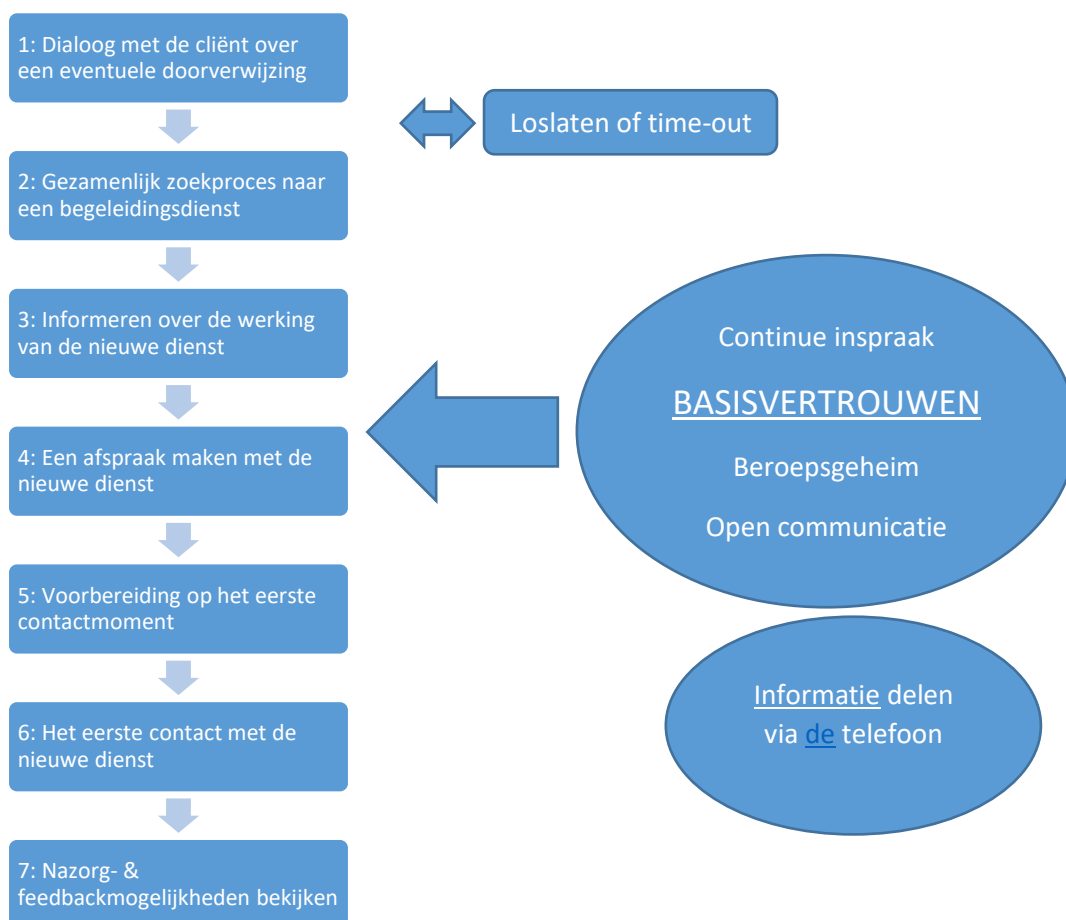 1: Dialoog met de cliënt over
een eventuele doorverwijzing
Loslaten of time-out
2: Gezamenlijk zoekproces naar
een begeleidingsdienst
3: Informeren over de werking
van de nieuwe dienst
4: Een afspraak maken met de
nieuwe dienst
5: Voorbereiding op het eerste
contactmoment
6: Het eerste contact met de
nieuwe dienst
7: Nazorg- &
feedbackmogelijkheden bekijken
Continue inspraak
BASISVERTROUWEN
Beroepsgeheim
Open communicatie
Informatie delen
via de telefoon